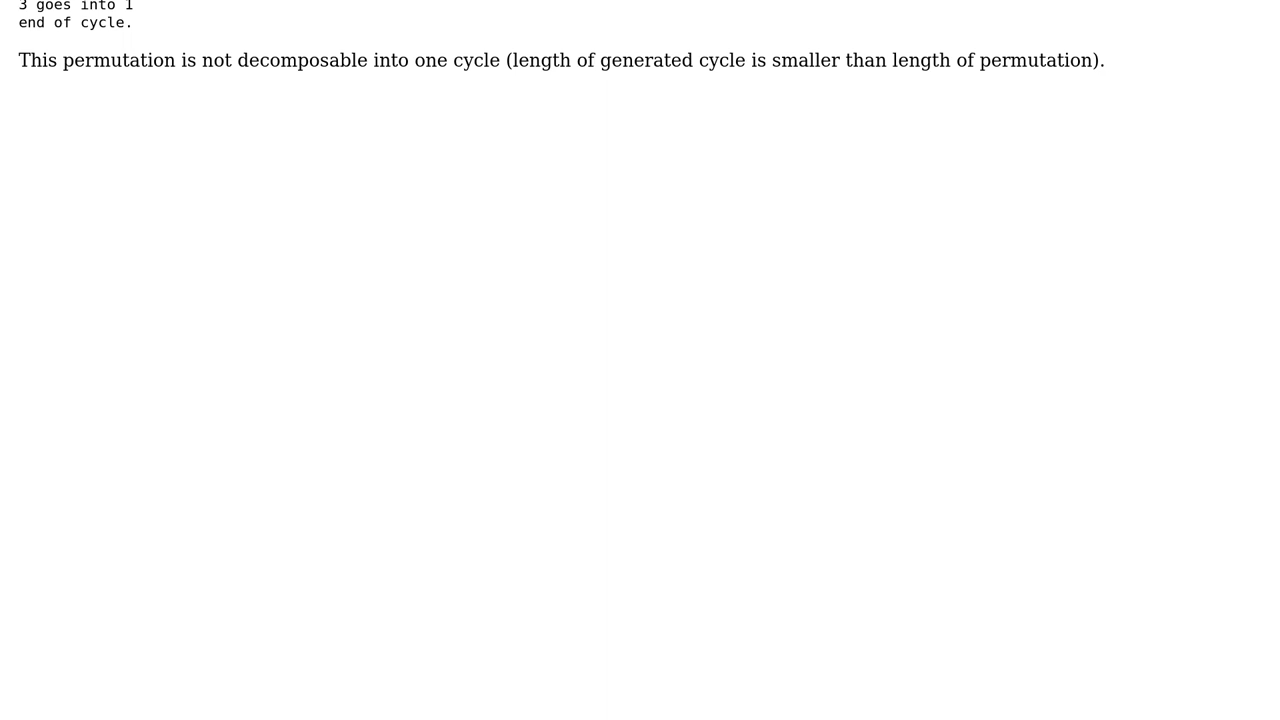 3 goes into 1
end of cycle.
This permutation is not decomposable into one cycle (length of generated cycle is smaller than length of permutation).